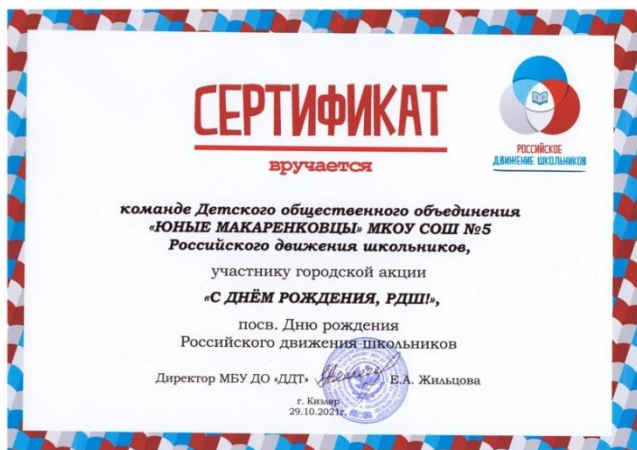 СЕРТИФИКАТ
вручается
РОССИЙСКОЕ
ДВИЖЕНИЕ ШКОЛЬНИКОВ
команде Детского общественного объединения
«ЮНЫЕ МАКАРЕНКОВЦЫ» МКОУ СОШ №5
Российского движения школьников,
участнику городской акции
«С ДНЁМ РОЖДЕНИЯ, РДШ!»,
посв. Дню рождения
Российского движения школьников
Директор МБУ ДО «ДДТ» Е.А. Жильцова
г. Кизляр
29.10.2021г.